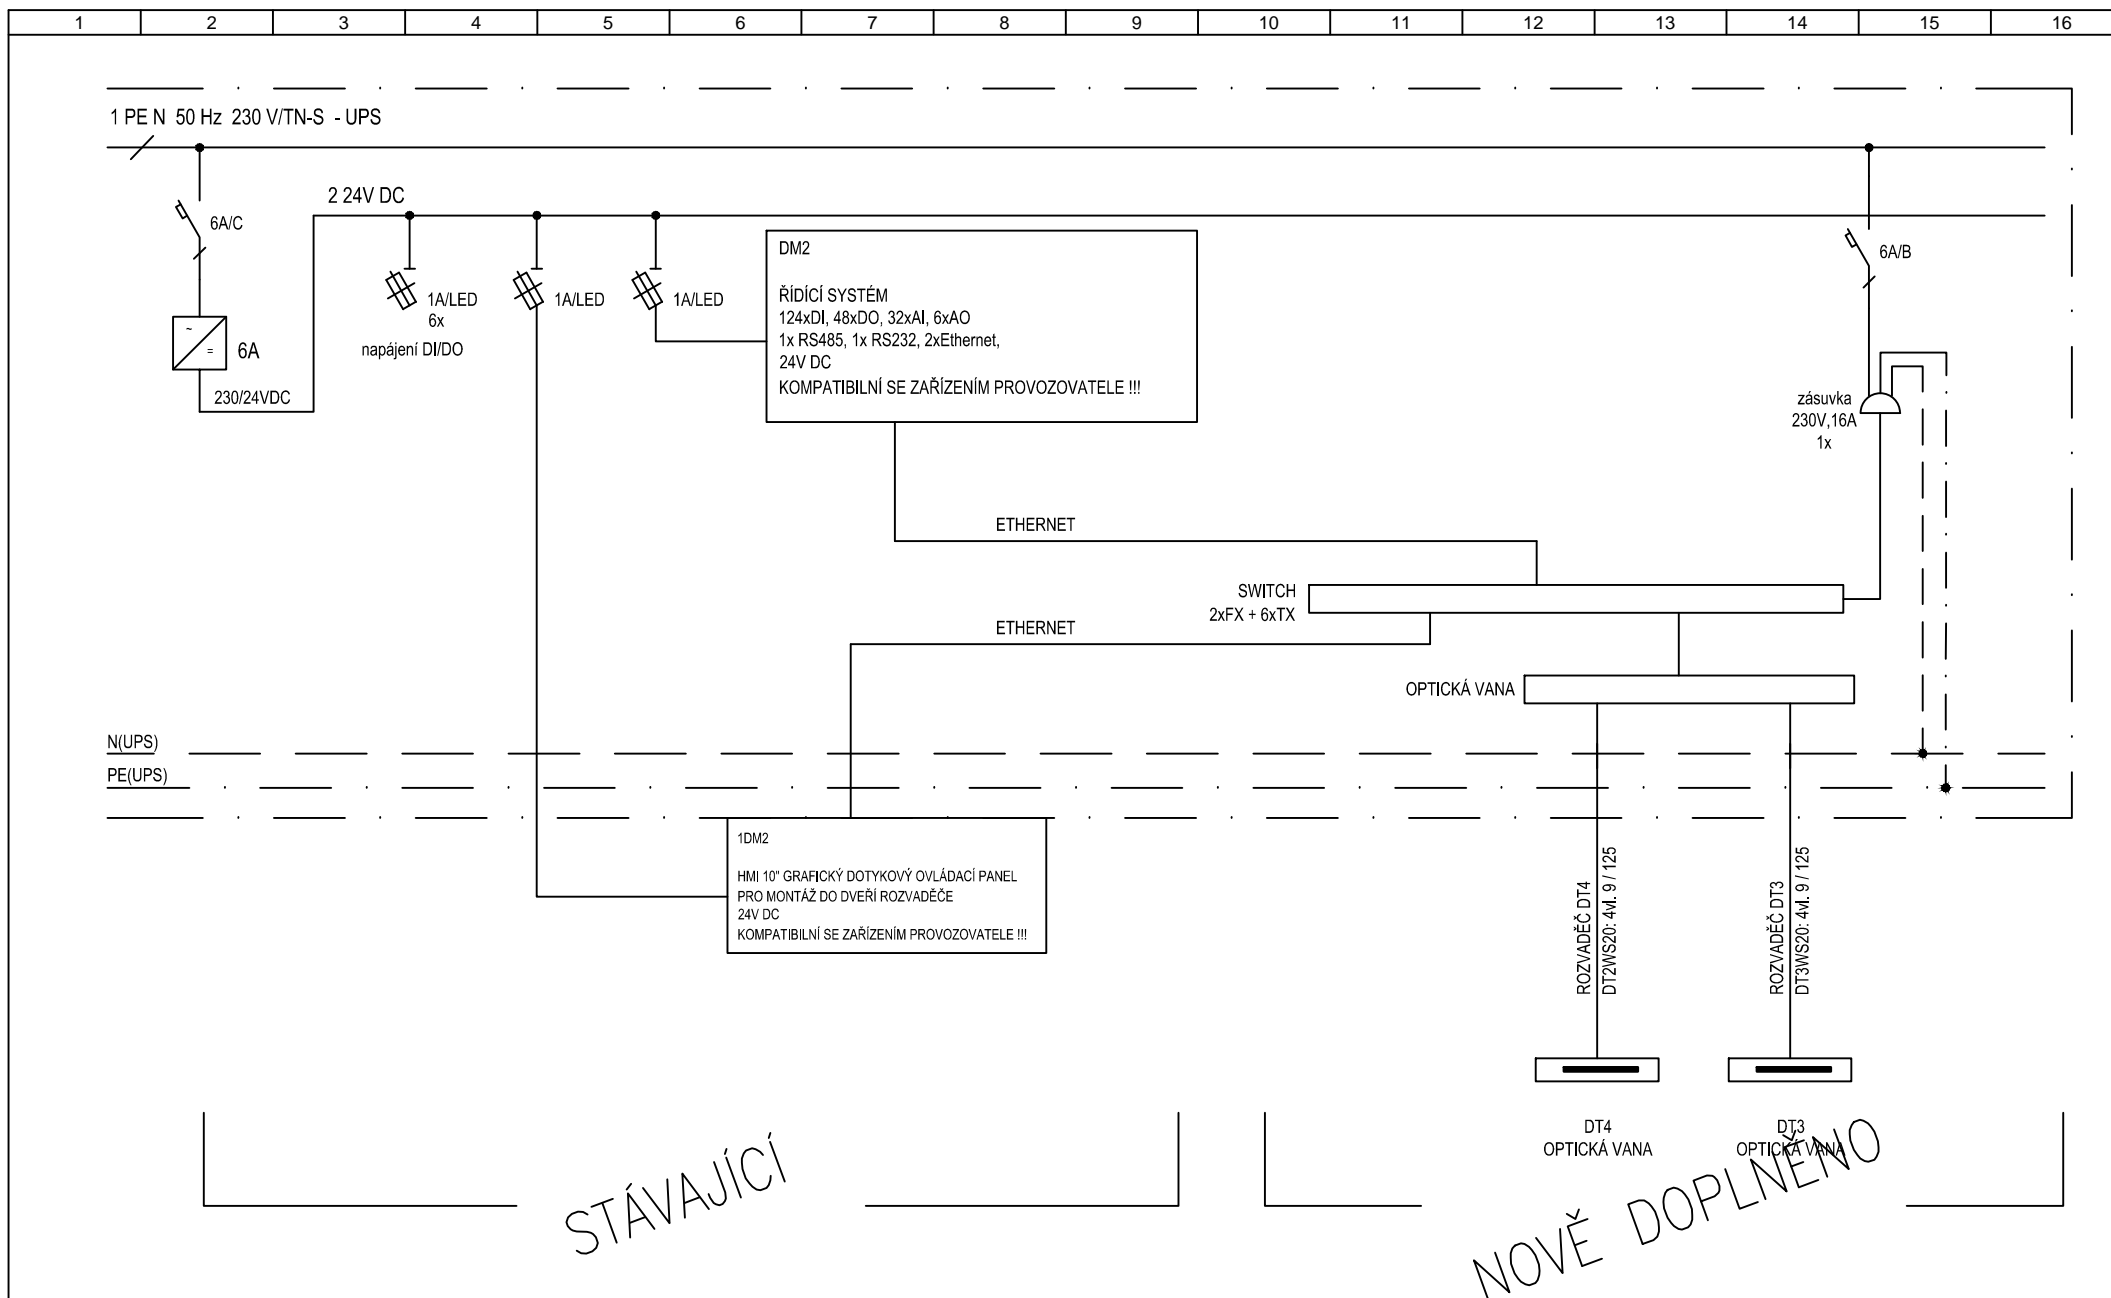 1 2 3 4 5 6 7 8 9 10 11 12 13 14 15 16
1 PE N 50 Hz 230 V/TN-S - UPS
2 24V DC
6A/C
6A
230/24VDC
1A/LED
6x
napájení DI/DO
1A/LED
1A/LED
DM2
ŘÍDÍCÍ SYSTÉM
124xDI, 48xDO, 32xAI, 6xAO
1x RS485, 1x RS232, 2xEthernet,
24V DC
KOMPATIBILNÍ SE ZAŘÍZENÍM PROVOZOVATELE !!!
6A/B
zásuvka
230V,16A
1x
ETHERNET
SWITCH
2xFX + 6xTX
ETHERNET
OPTICKÁ VANA
N(UPS)
PE(UPS)
1DM2
HMI 10" GRAFICKÝ DOTYKOVÝ OVLÁDACÍ PANEL
PRO MONTÁŽ DO DVEŘÍ ROZVADĚČE
24V DC
KOMPATIBILNÍ SE ZAŘÍZENÍM PROVOZOVATELE !!!
ROZVADĚČ DT4
DT2WS20: 4vl. 9 / 125
ROZVADĚČ DT3
DT3WS20: 4vl. 9 / 125
DT4
OPTICKÁ VANA
DT3
OPTICKÁ VANA
STÁVAJÍCÍ
NOVĚ DOPLNĚNO